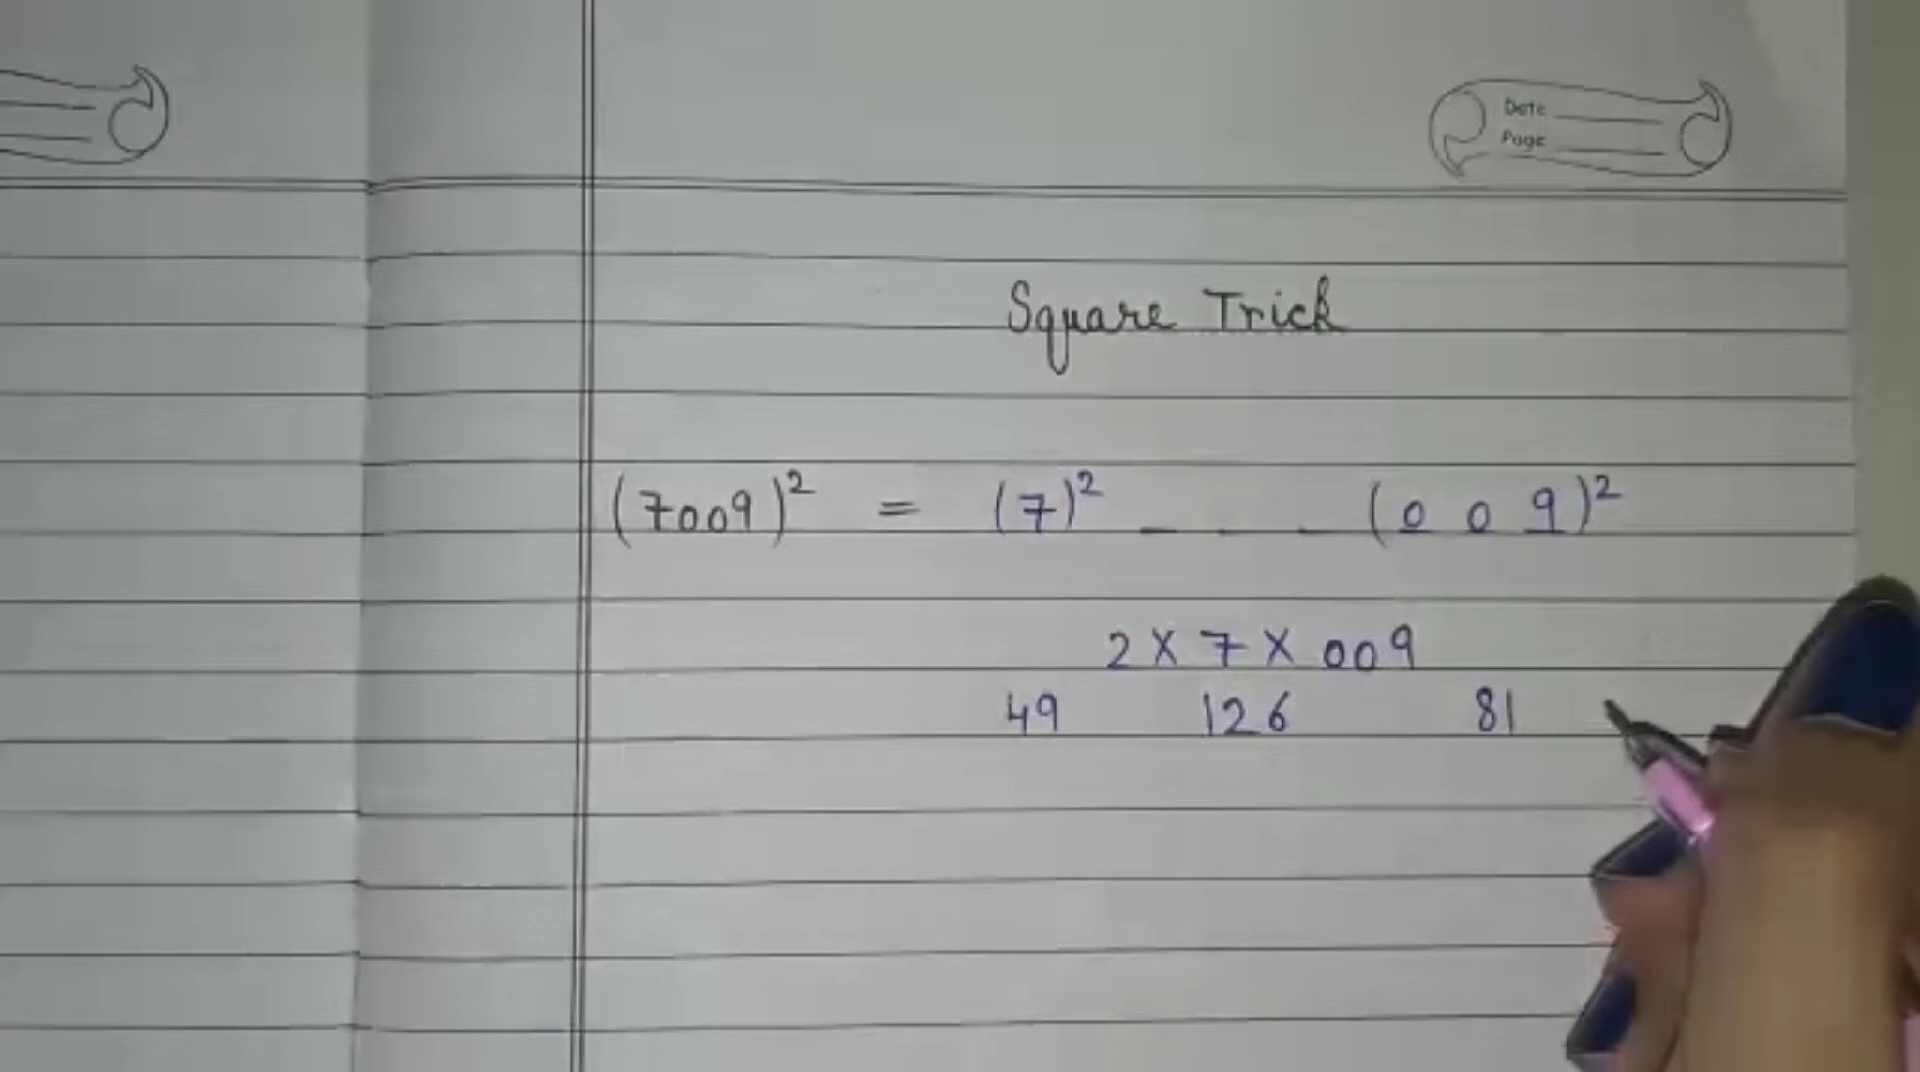 Date
Page
Square Trick
(7009)² = (7)² _ _ _ (0 0 9)²
2 × 7 × 009
49 126 81